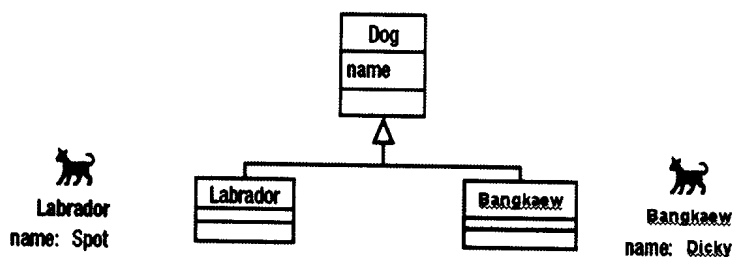 Dog
name
Labrador
Bangkaew
Labrador
name: Spot
Bangkaew
name: Dicky